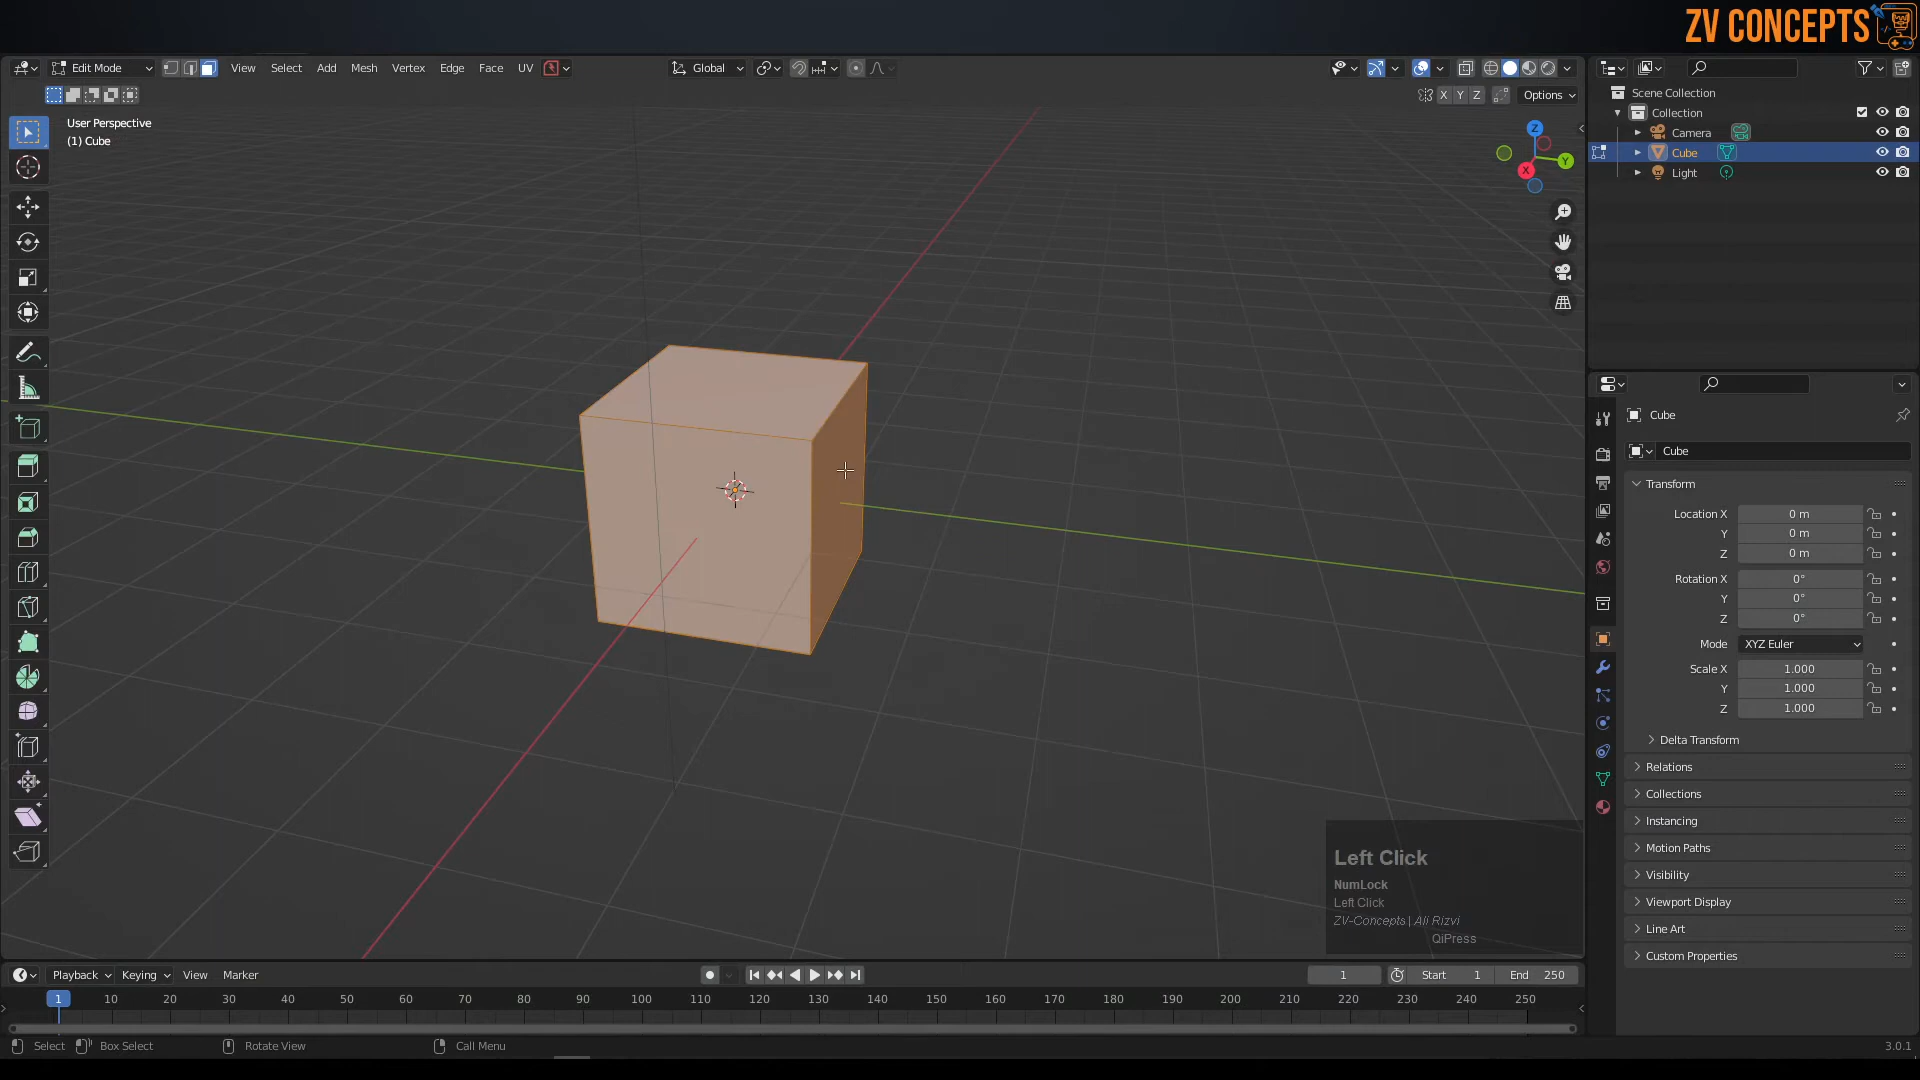 ZV CONCEPTS
Edit Mode View Select Add Mesh Vertex Edge Face UV Global
X Y Z Options
User Perspective
(1) Cube
Z
Y
X
Scene Collection
Collection
Camera
Cube
Light
Cube
Cube
Transform
Location X 0 m
Y 0 m
Z 0 m
Rotation X 0°
Y 0°
Z 0°
Mode XYZ Euler
Scale X 1.000
Y 1.000
Z 1.000
Delta Transform
Relations
Collections
Instancing
Motion Paths
Visibility
Viewport Display
Line Art
Custom Properties
Left Click
NumLock
Left Click
ZV-Concepts | Ali Rizvi
QiPress
Playback Keying View Marker 1 Start 1 End 250
1 10 20 30 40 50 60 70 80 90 100 110 120 130 140 150 160 170 180 190 200 210 220 230 240 250
Select Box Select Rotate View Call Menu 3.0.1